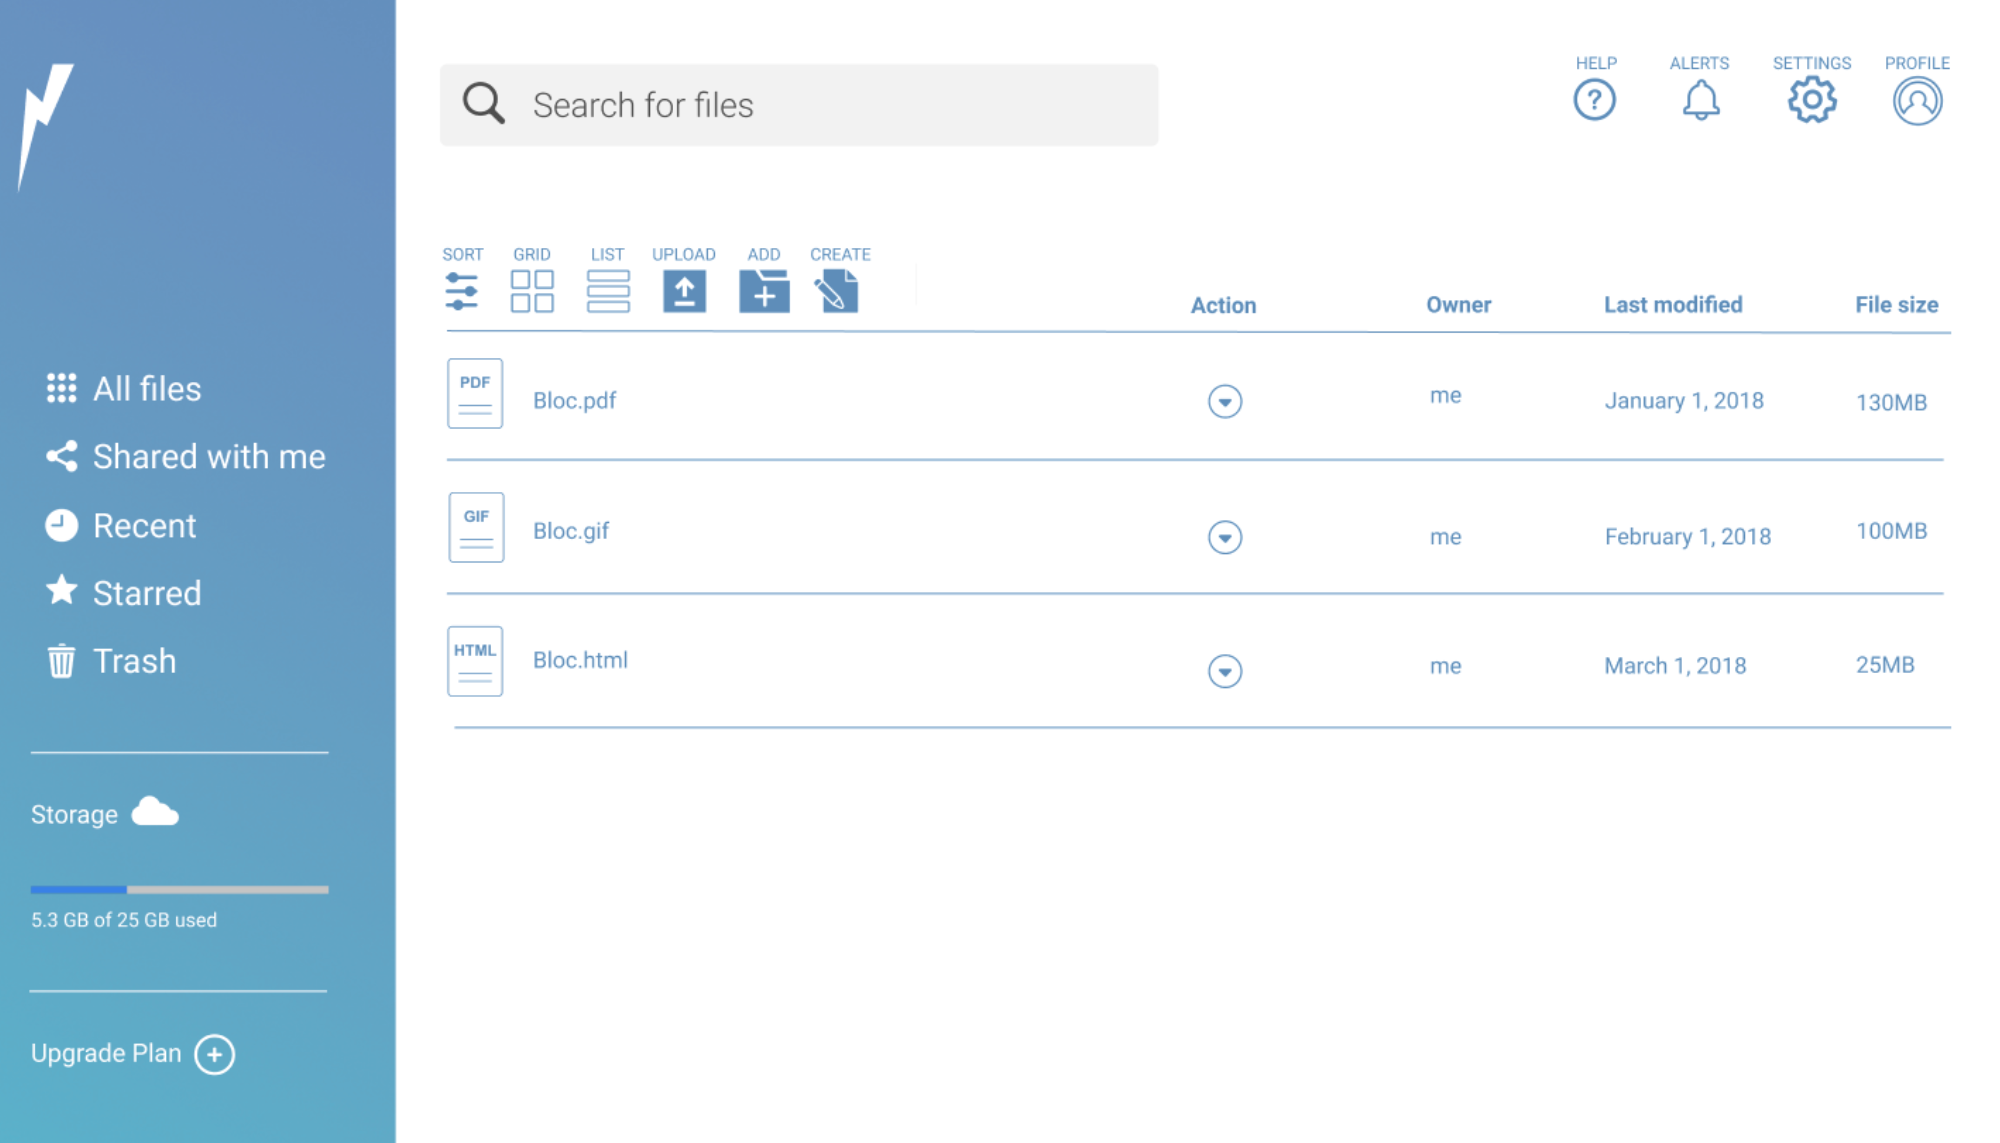 HELP ALERTS SETTINGS PROFILE
Search for files
SORT GRID LIST UPLOAD ADD CREATE
Action Owner Last modified File size
PDF Bloc.pdf me January 1, 2018 130MB
GIF Bloc.gif me February 1, 2018 100MB
HTML Bloc.html me March 1, 2018 25MB
All files
Shared with me
Recent
Starred
Trash
Storage
5.3 GB of 25 GB used
Upgrade Plan